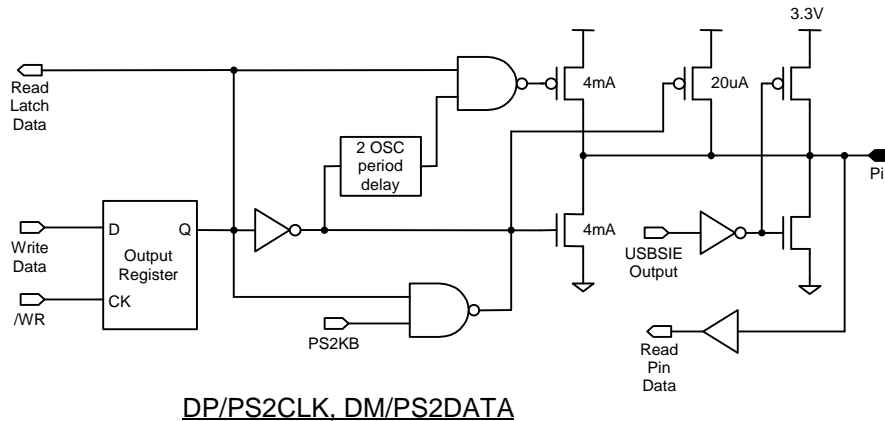 3.3V
Read
Latch
Data
4mA
20uA
2 OSC
period
delay
Pi
Write
Data
D
Q
Output
Register
CK
/WR
4mA
USBSIE
Output
PS2KB
Read
Pin
Data
DP/PS2CLK, DM/PS2DATA